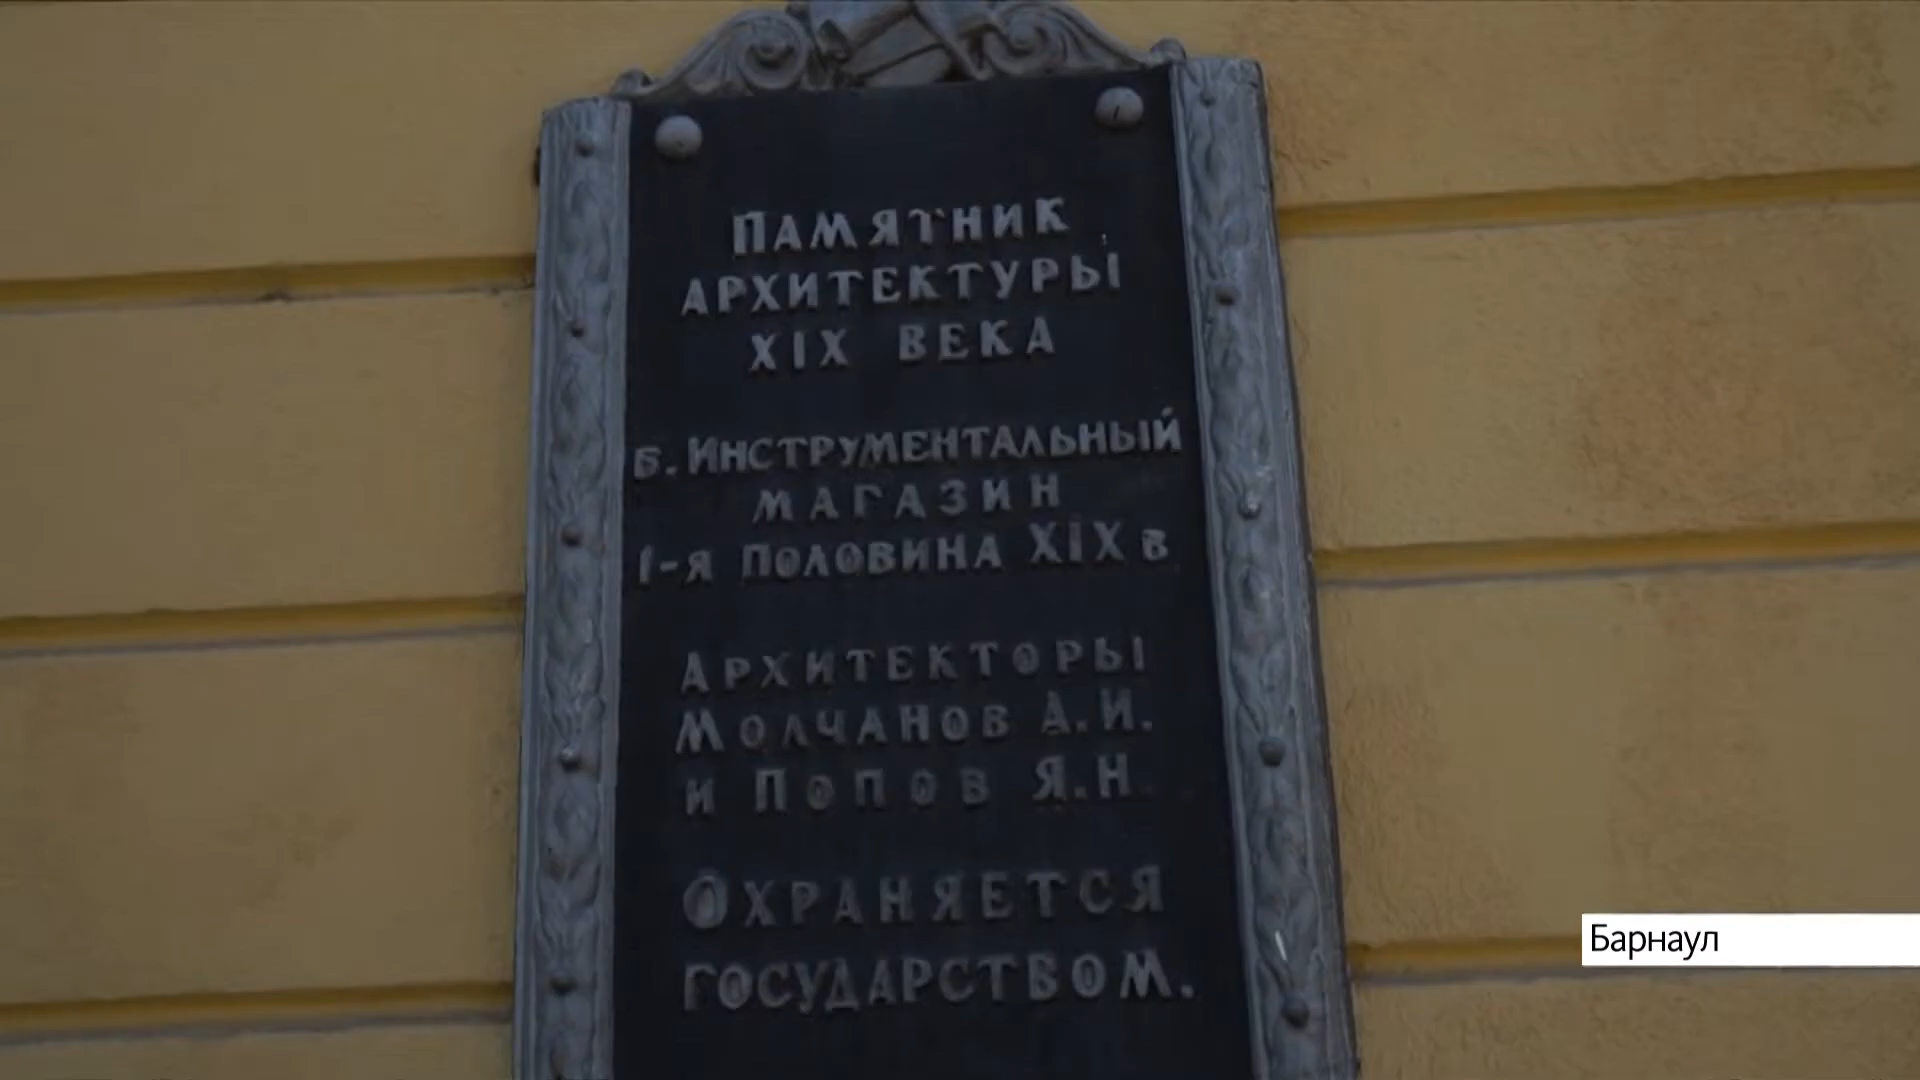 ПАМЯТНИК
АРХИТЕКТУРЫ
XIX ВЕКА
Б. ИНСТРУМЕНТАЛЬНЫЙ
МАГАЗИН
1-Я ПОЛОВИНА XIX В
АРХИТЕКТОРЫ
МОЛЧАНОВ А.И.
И ПОПОВ Я.Н.
ОХРАНЯЕТСЯ
ГОСУДАРСТВОМ.
Барнаул